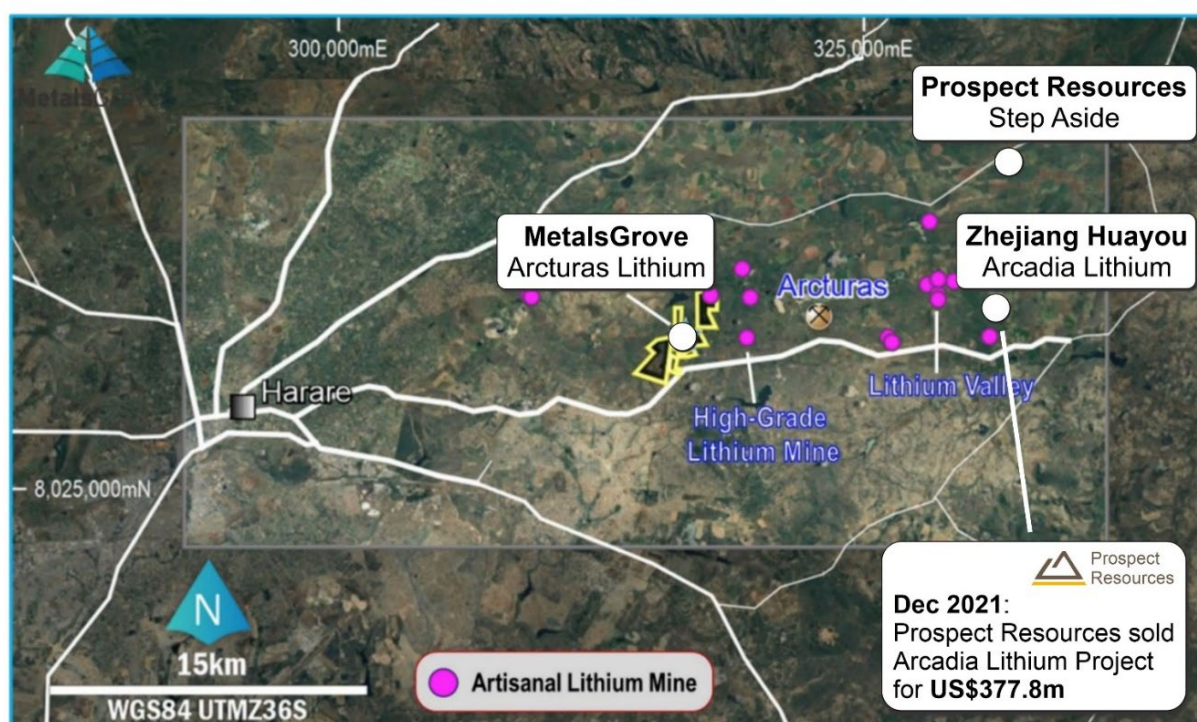 300,000mE
325,000mE
MetalsGrove
Prospect Resources
Step Aside
MetalsGrove
Arcturas Lithium
Zhejiang Huayou
Arcadia Lithium
Arcturas
Harare
Lithium Valley
High-Grade
Lithium Mine
8,025,000mN
N
15km
WGS84 UTMZ36S
Artisanal Lithium Mine
Prospect
Resources
Dec 2021:
Prospect Resources sold
Arcadia Lithium Project
for US$377.8m